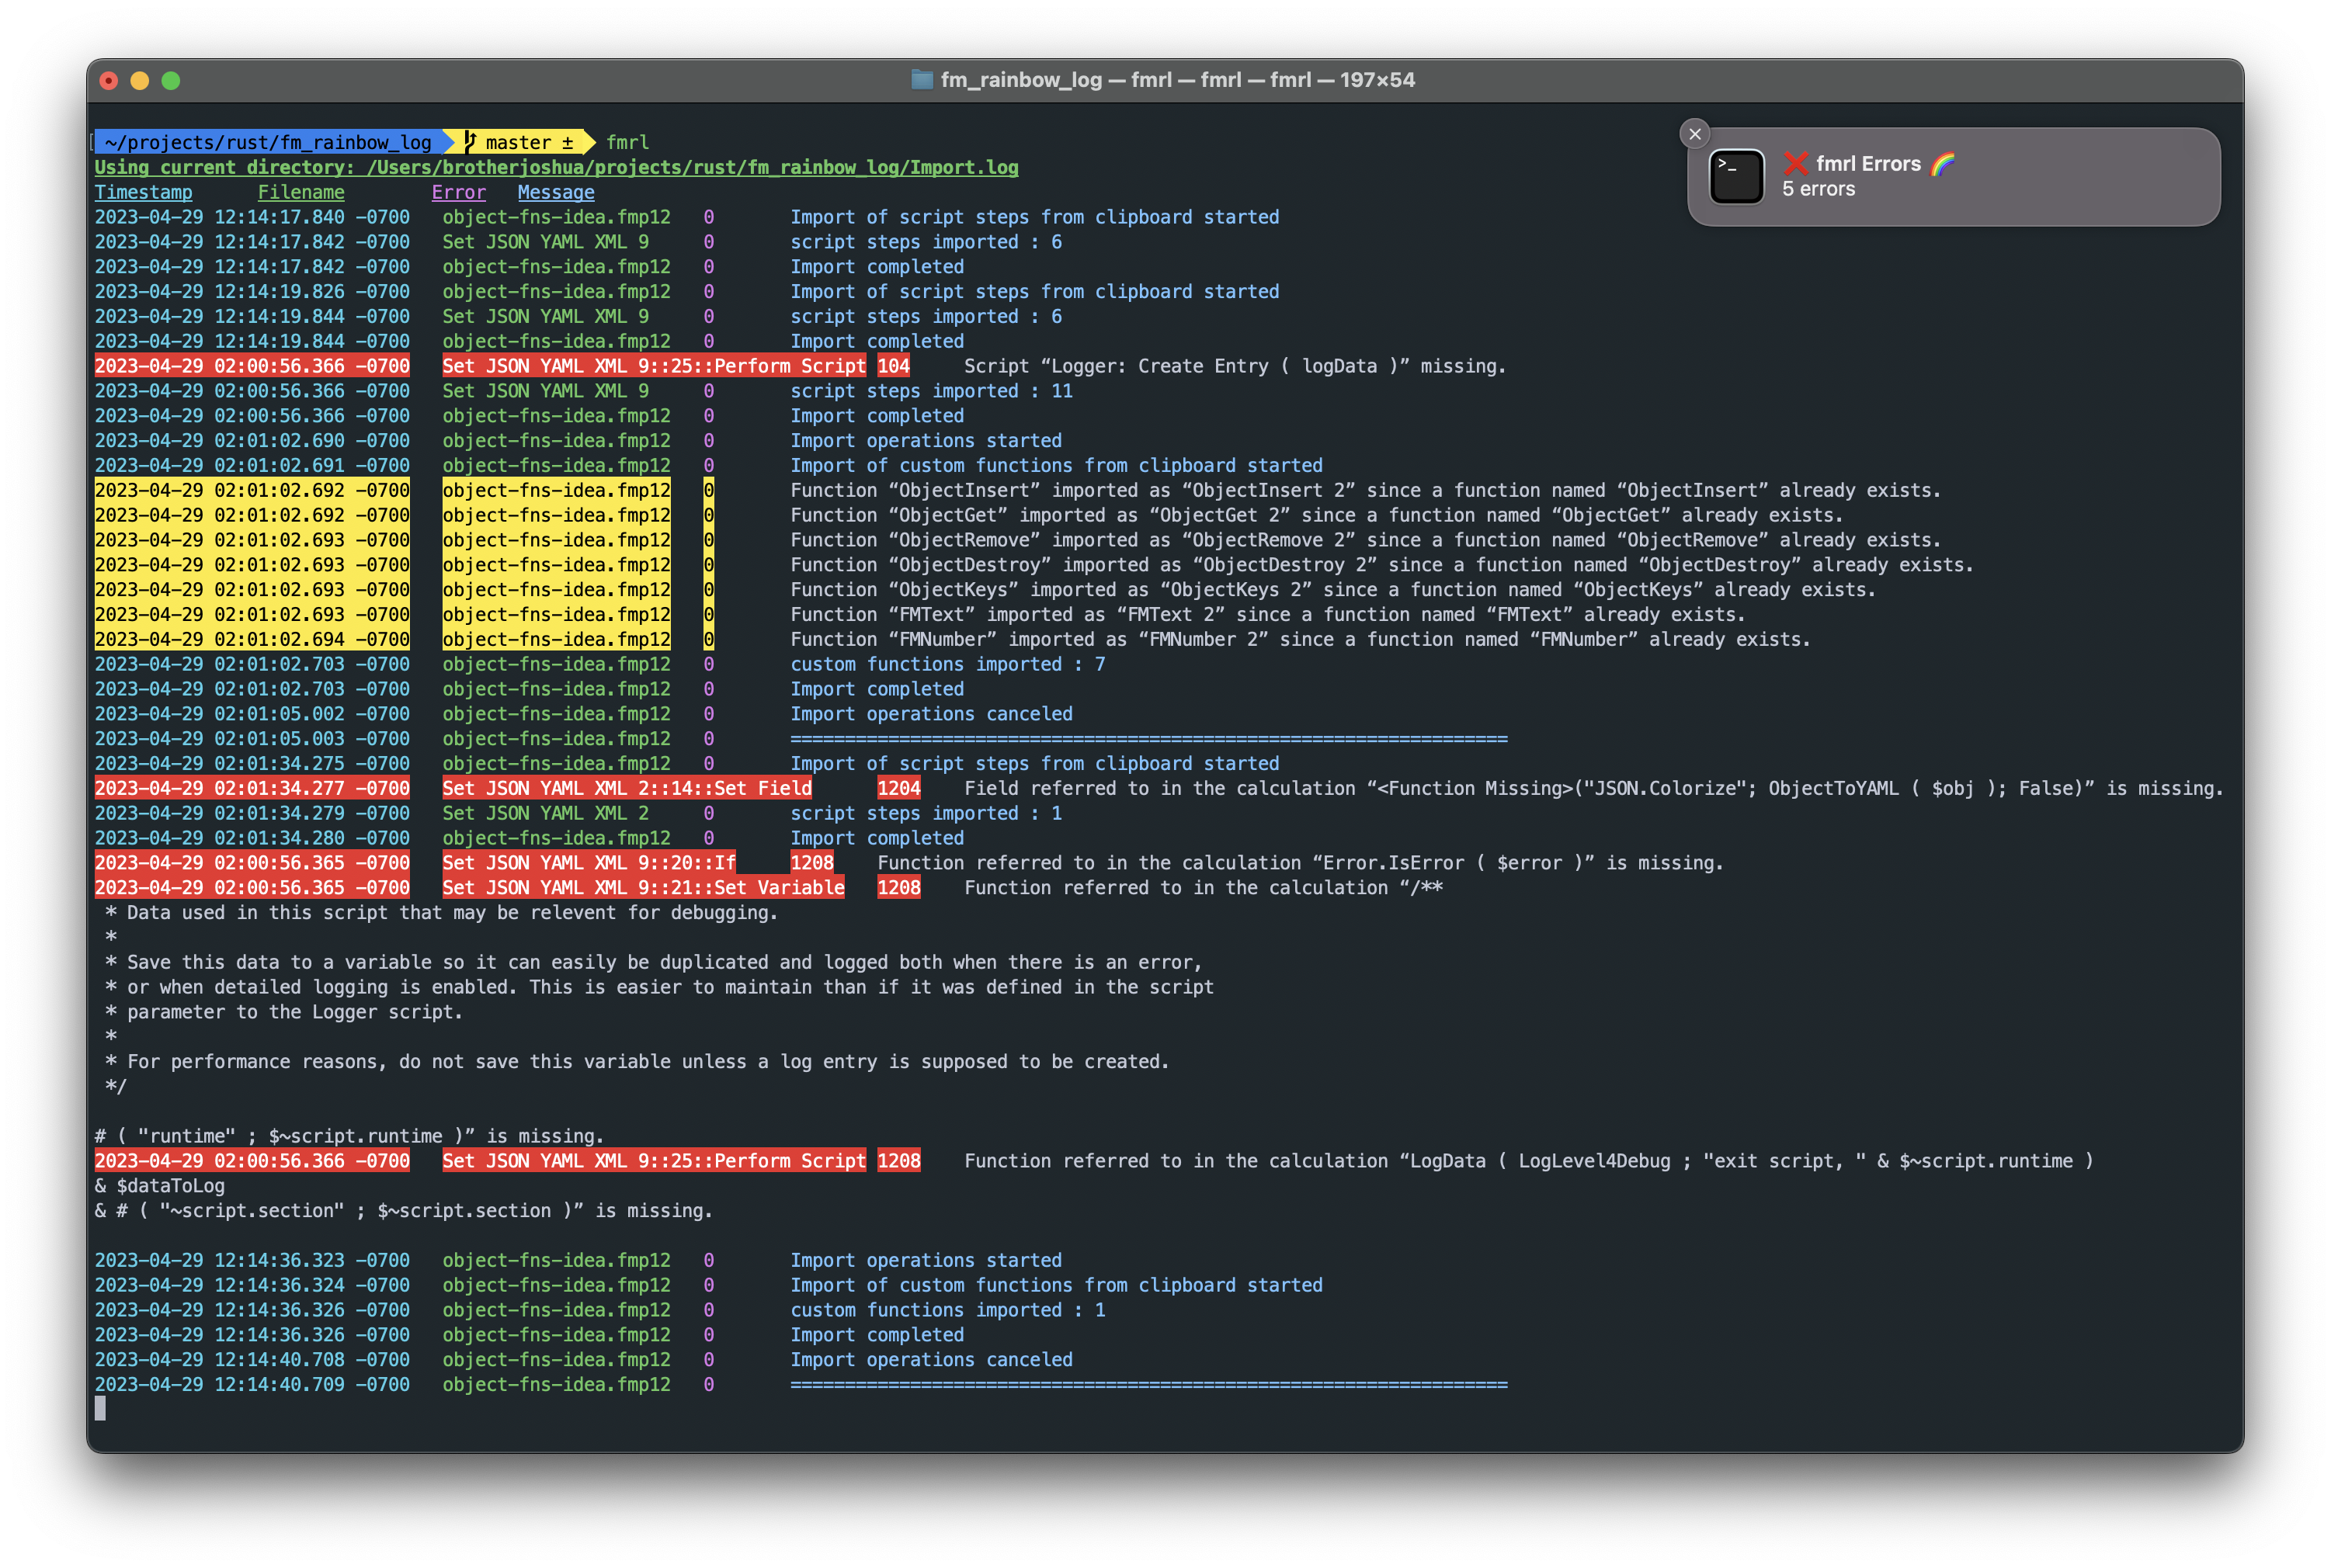 fm_rainbow_log — fmrl — fmrl — fmrl — 197×54
~/projects/rust/fm_rainbow_log master ± fmrl
❌ fmrl Errors 🌈
5 errors
Using current directory: /Users/brotherjoshua/projects/rust/fm_rainbow_log/Import.log
Timestamp Filename Error Message
2023-04-29 12:14:17.840 -0700 object-fns-idea.fmp12 0 Import of script steps from clipboard started
2023-04-29 12:14:17.842 -0700 Set JSON YAML XML 9 0 script steps imported : 6
2023-04-29 12:14:17.842 -0700 object-fns-idea.fmp12 0 Import completed
2023-04-29 12:14:19.826 -0700 object-fns-idea.fmp12 0 Import of script steps from clipboard started
2023-04-29 12:14:19.844 -0700 Set JSON YAML XML 9 0 script steps imported : 6
2023-04-29 12:14:19.844 -0700 object-fns-idea.fmp12 0 Import completed
2023-04-29 02:00:56.366 -0700 Set JSON YAML XML 9::25::Perform Script 104 Script “Logger: Create Entry ( logData )” missing.
2023-04-29 02:00:56.366 -0700 Set JSON YAML XML 9 0 script steps imported : 11
2023-04-29 02:00:56.366 -0700 object-fns-idea.fmp12 0 Import completed
2023-04-29 02:01:02.690 -0700 object-fns-idea.fmp12 0 Import operations started
2023-04-29 02:01:02.691 -0700 object-fns-idea.fmp12 0 Import of custom functions from clipboard started
2023-04-29 02:01:02.692 -0700 object-fns-idea.fmp12 0 Function “ObjectInsert” imported as “ObjectInsert 2” since a function named “ObjectInsert” already exists.
2023-04-29 02:01:02.692 -0700 object-fns-idea.fmp12 0 Function “ObjectGet” imported as “ObjectGet 2” since a function named “ObjectGet” already exists.
2023-04-29 02:01:02.693 -0700 object-fns-idea.fmp12 0 Function “ObjectRemove” imported as “ObjectRemove 2” since a function named “ObjectRemove” already exists.
2023-04-29 02:01:02.693 -0700 object-fns-idea.fmp12 0 Function “ObjectDestroy” imported as “ObjectDestroy 2” since a function named “ObjectDestroy” already exists.
2023-04-29 02:01:02.693 -0700 object-fns-idea.fmp12 0 Function “ObjectKeys” imported as “ObjectKeys 2” since a function named “ObjectKeys” already exists.
2023-04-29 02:01:02.693 -0700 object-fns-idea.fmp12 0 Function “FMText” imported as “FMText 2” since a function named “FMText” already exists.
2023-04-29 02:01:02.694 -0700 object-fns-idea.fmp12 0 Function “FMNumber” imported as “FMNumber 2” since a function named “FMNumber” already exists.
2023-04-29 02:01:02.703 -0700 object-fns-idea.fmp12 0 custom functions imported : 7
2023-04-29 02:01:02.703 -0700 object-fns-idea.fmp12 0 Import completed
2023-04-29 02:01:05.002 -0700 object-fns-idea.fmp12 0 Import operations canceled
2023-04-29 02:01:05.003 -0700 object-fns-idea.fmp12 0 ==================================================================
2023-04-29 02:01:34.275 -0700 object-fns-idea.fmp12 0 Import of script steps from clipboard started
2023-04-29 02:01:34.277 -0700 Set JSON YAML XML 2::14::Set Field 1204 Field referred to in the calculation “<Function Missing>("JSON.Colorize"; ObjectToYAML ( $obj ); False)” is missing.
2023-04-29 02:01:34.279 -0700 Set JSON YAML XML 2 0 script steps imported : 1
2023-04-29 02:01:34.280 -0700 object-fns-idea.fmp12 0 Import completed
2023-04-29 02:00:56.365 -0700 Set JSON YAML XML 9::20::If 1208 Function referred to in the calculation “Error.IsError ( $error )” is missing.
2023-04-29 02:00:56.365 -0700 Set JSON YAML XML 9::21::Set Variable 1208 Function referred to in the calculation “/**
* Data used in this script that may be relevent for debugging.
*
* Save this data to a variable so it can easily be duplicated and logged both when there is an error,
* or when detailed logging is enabled. This is easier to maintain than if it was defined in the script
* parameter to the Logger script.
*
* For performance reasons, do not save this variable unless a log entry is supposed to be created.
*/
# ( "runtime" ; $~script.runtime )” is missing.
2023-04-29 02:00:56.366 -0700 Set JSON YAML XML 9::25::Perform Script 1208 Function referred to in the calculation “LogData ( LogLevel4Debug ; "exit script, " & $~script.runtime )
& $dataToLog
& # ( "~script.section" ; $~script.section )” is missing.
2023-04-29 12:14:36.323 -0700 object-fns-idea.fmp12 0 Import operations started
2023-04-29 12:14:36.324 -0700 object-fns-idea.fmp12 0 Import of custom functions from clipboard started
2023-04-29 12:14:36.326 -0700 object-fns-idea.fmp12 0 custom functions imported : 1
2023-04-29 12:14:36.326 -0700 object-fns-idea.fmp12 0 Import completed
2023-04-29 12:14:40.708 -0700 object-fns-idea.fmp12 0 Import operations canceled
2023-04-29 12:14:40.709 -0700 object-fns-idea.fmp12 0 ==================================================================